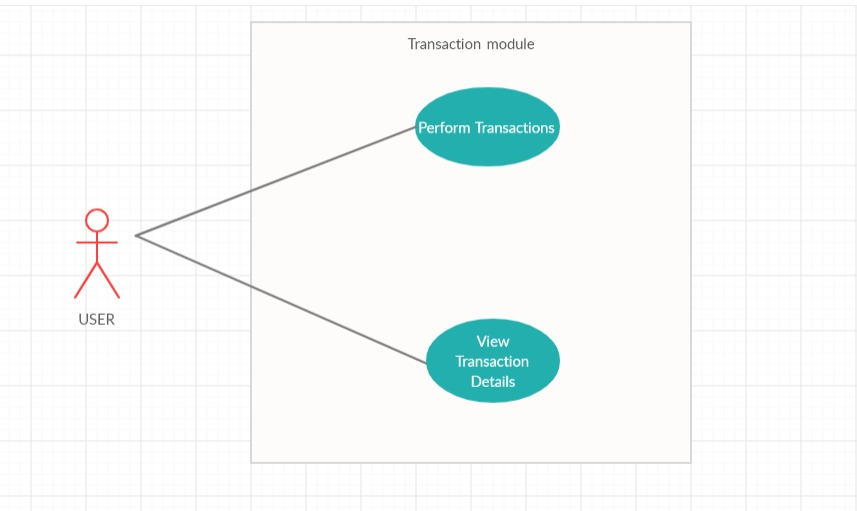 Transaction module
Perform Transactions
USER
View
Transaction
Details